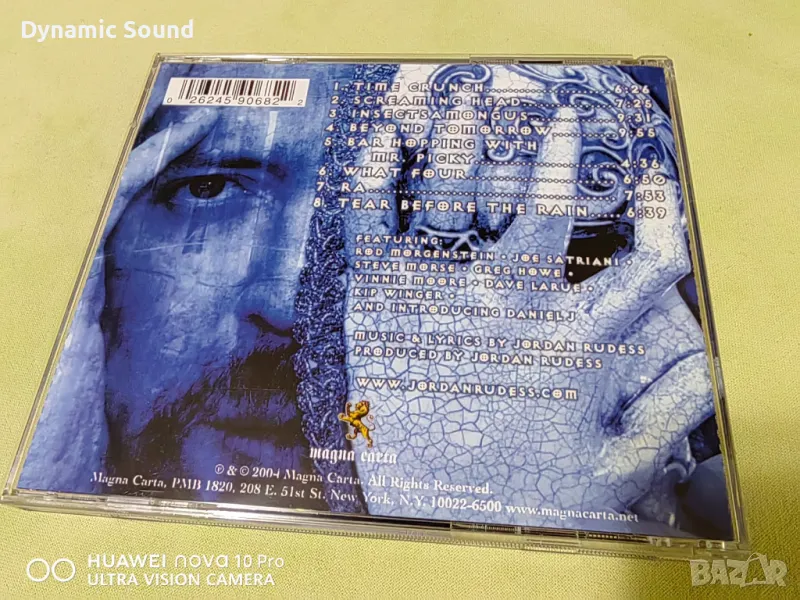 Dynamic Sound
0 26245 90682 2
1. TIME CRUNCH 6:26
2. SCREAMING HEAD 7:25
3 INSECTSAMONGUS 9:31
4 BEYOND TOMORROW 9:55
5 BAR HOPPING WITH
MR. PICKY 4:36
6 WHAT FOUR 6:50
7 RA 7:53
8 TEAR BEFORE THE RAIN 6:39
FEATURING:
ROD MORGENSTEIN • JOE SATRIANI •
STEVE MORSE • GREG HOWE •
VINNIE MOORE • DAVE LARUE •
KIP WINGER •
AND INTRODUCING DANIEL J
MUSIC & LYRICS BY JORDAN RUDESS
PRODUCED BY JORDAN RUDESS
WWW.JORDANRUDESS.COM
magna carta
℗ & © 2004 Magna Carta. All Rights Reserved.
Magna Carta, PMB 1820, 208 E. 51st St. New York, N.Y. 10022-6500 www.magnacarta.net
HUAWEI nova 10 Pro
ULTRA VISION CAMERA
BAZAR